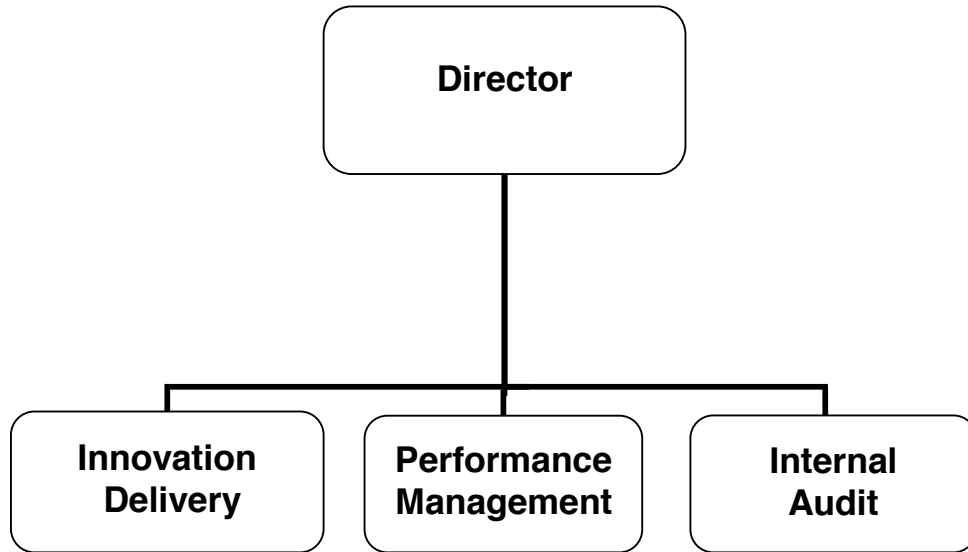 Director
Innovation
Delivery
Performance
Management
Internal
Audit